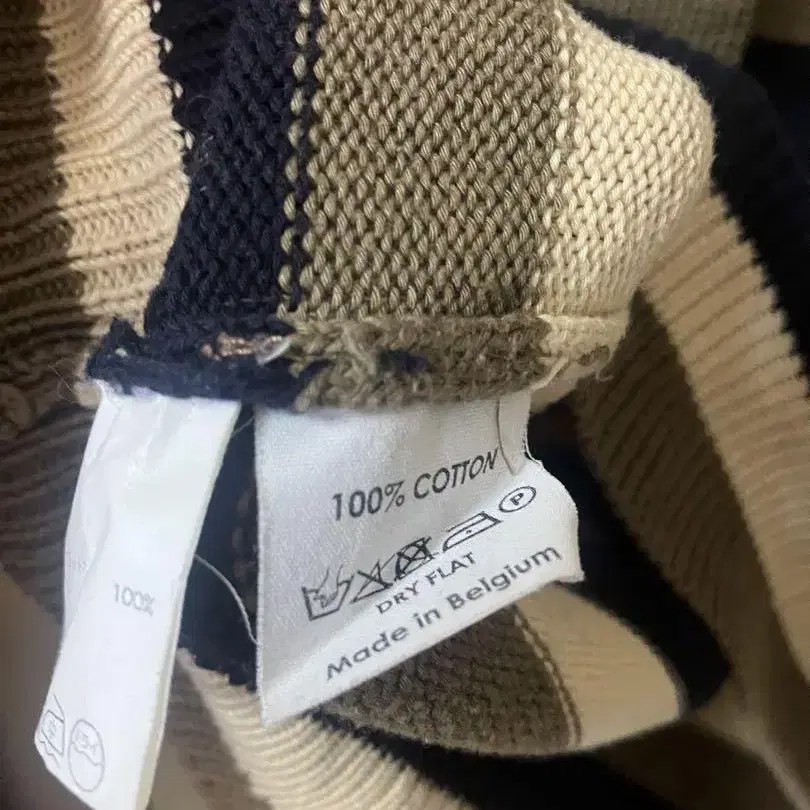 100% COTTON
P
DRY FLAT
Made in Belgium
100%